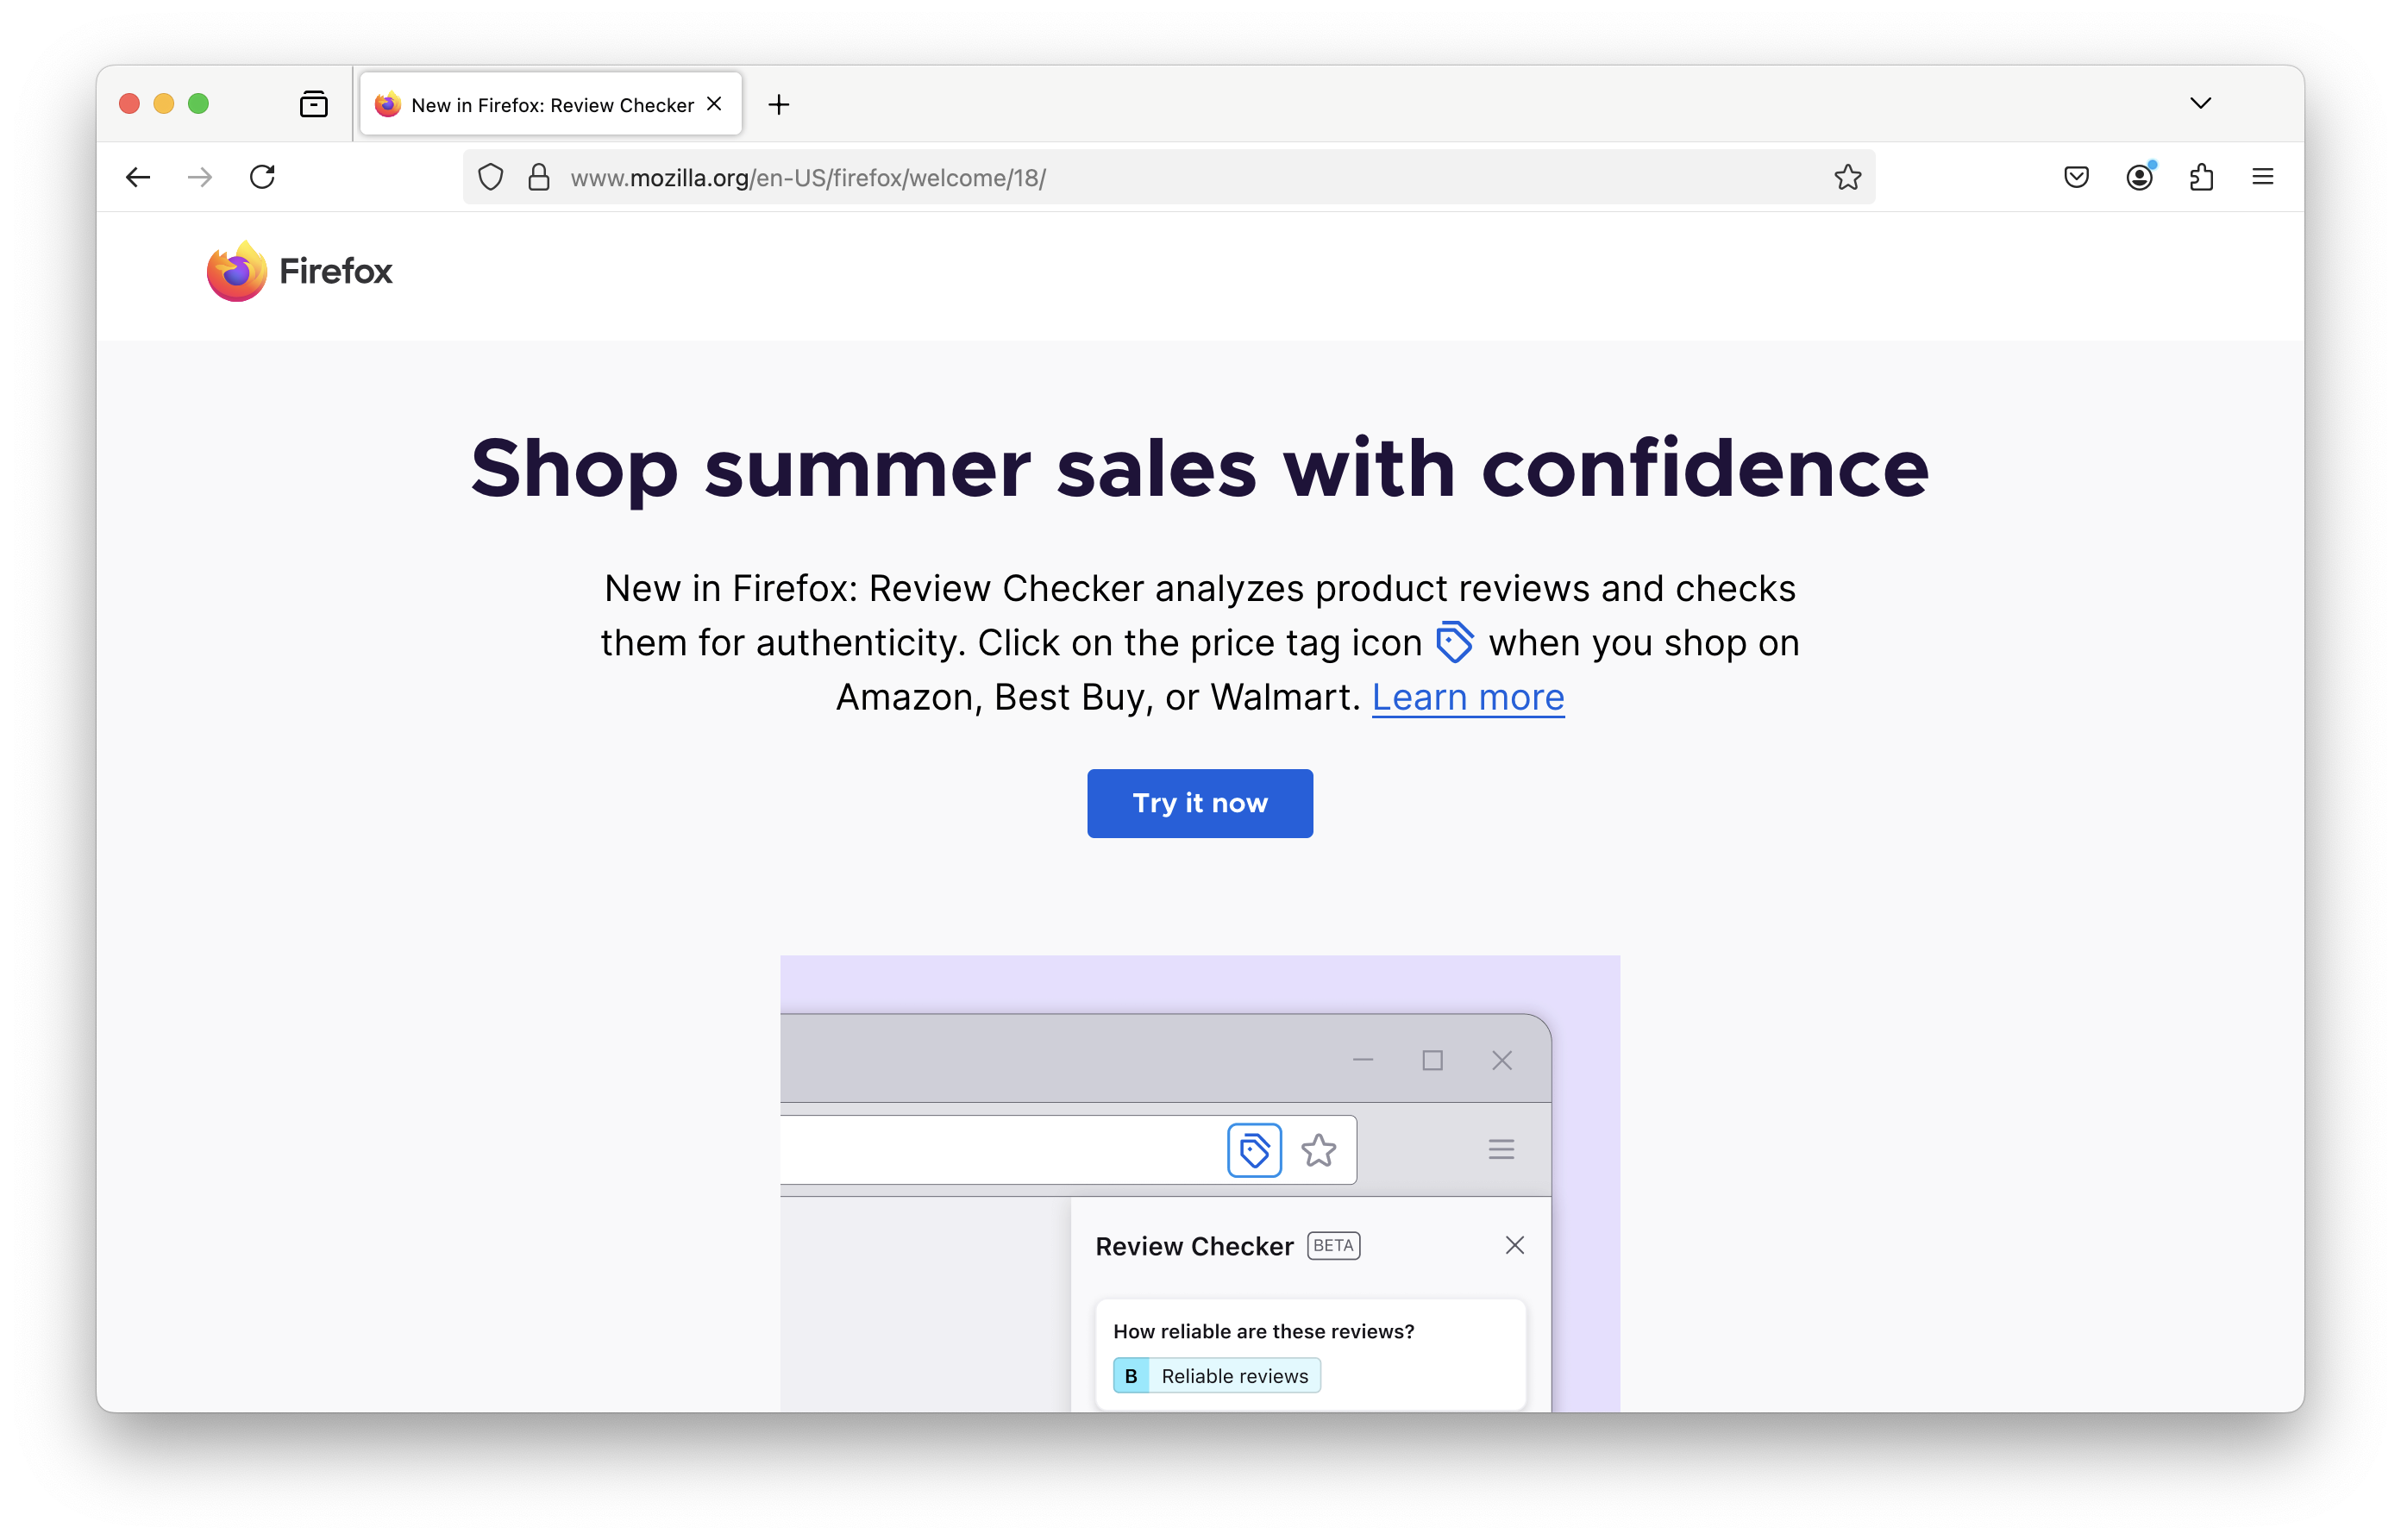 New in Firefox: Review Checker
www.mozilla.org/en-US/firefox/welcome/18/
Firefox
Shop summer sales with confidence
New in Firefox: Review Checker analyzes product reviews and checks
them for authenticity. Click on the price tag icon when you shop on
Amazon, Best Buy, or Walmart. Learn more
Try it now
Review Checker BETA
How reliable are these reviews?
B Reliable reviews